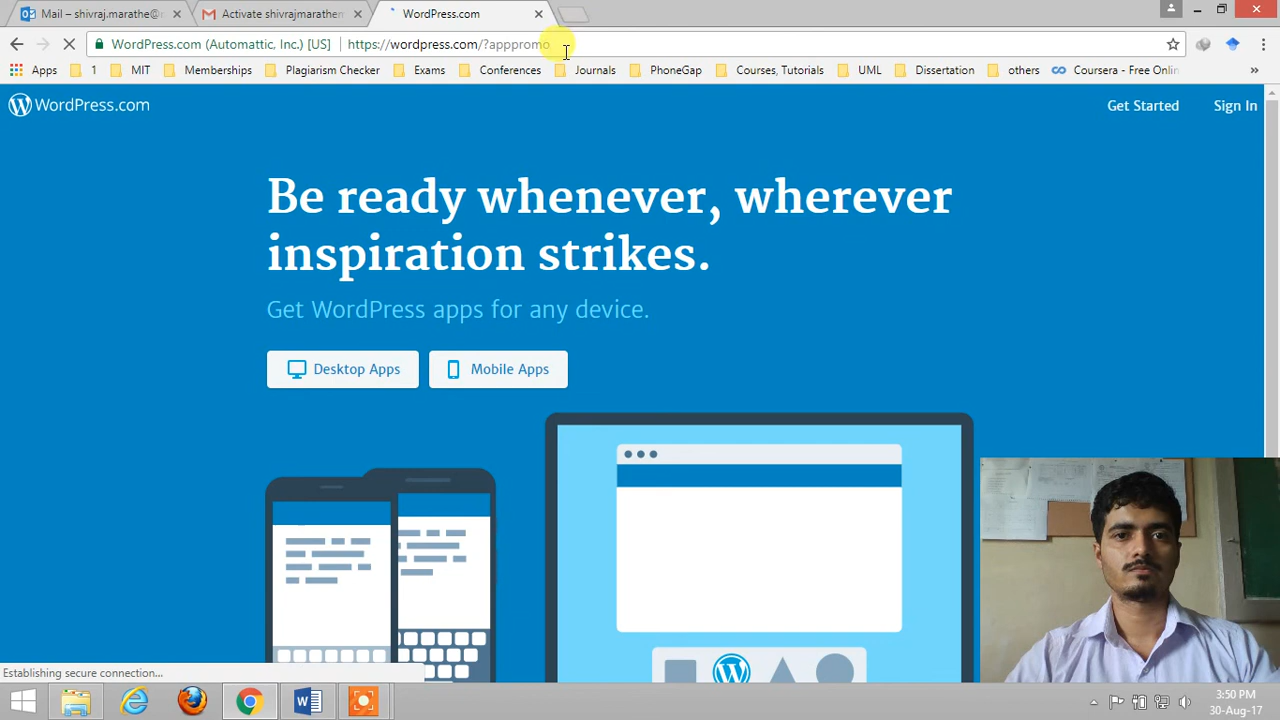 Mail – shivraj.marathe@
Activate shivrajmarathem
WordPress.com
WordPress.com (Automattic, Inc.) [US]
https://wordpress.com/?apppromo
Apps
1
MIT
Memberships
Plagiarism Checker
Exams
Conferences
Journals
PhoneGap
Courses, Tutorials
UML
Dissertation
others
Coursera - Free Onlin
»
WordPress.com
Get Started
Sign In
Be ready whenever, wherever
inspiration strikes.
Get WordPress apps for any device.
Desktop Apps
Mobile Apps
Establishing secure connection...
3:50 PM
30-Aug-17